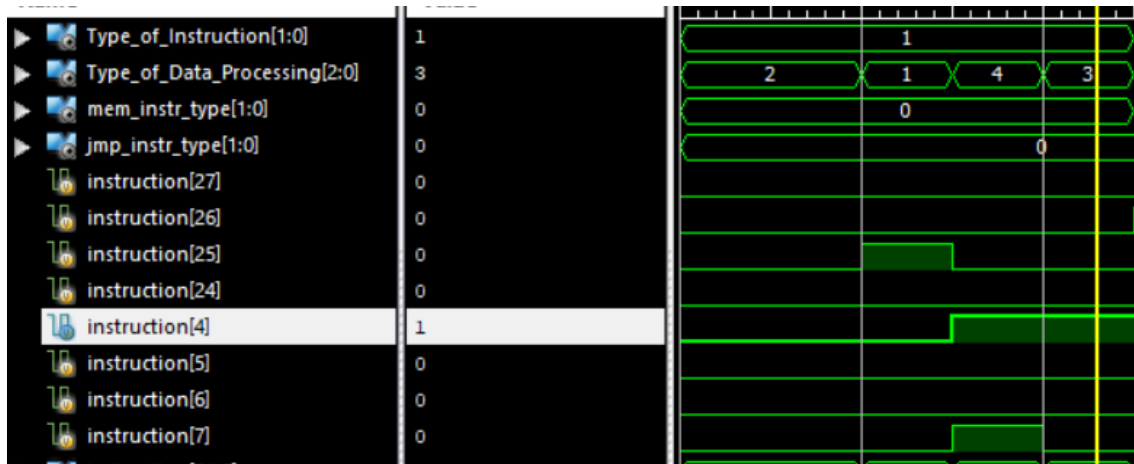 Type_of_Instruction[1:0] 1 1
Type_of_Data_Processing[2:0] 3 2 1 4 3
mem_instr_type[1:0] 0 0
jmp_instr_type[1:0] 0 0
instruction[27] 0
instruction[26] 0
instruction[25] 0
instruction[24] 0
instruction[4] 1
instruction[5] 0
instruction[6] 0
instruction[7] 0